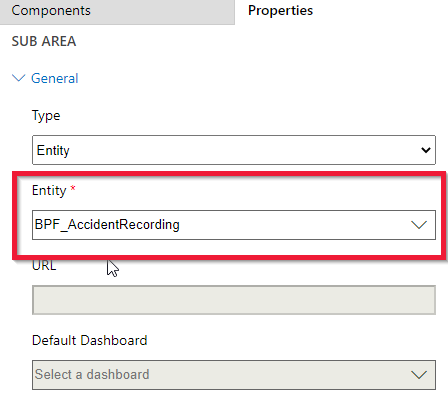 Components Properties
SUB AREA
General
Type
Entity
Entity *
BPF_AccidentRecording
URL
Default Dashboard
Select a dashboard